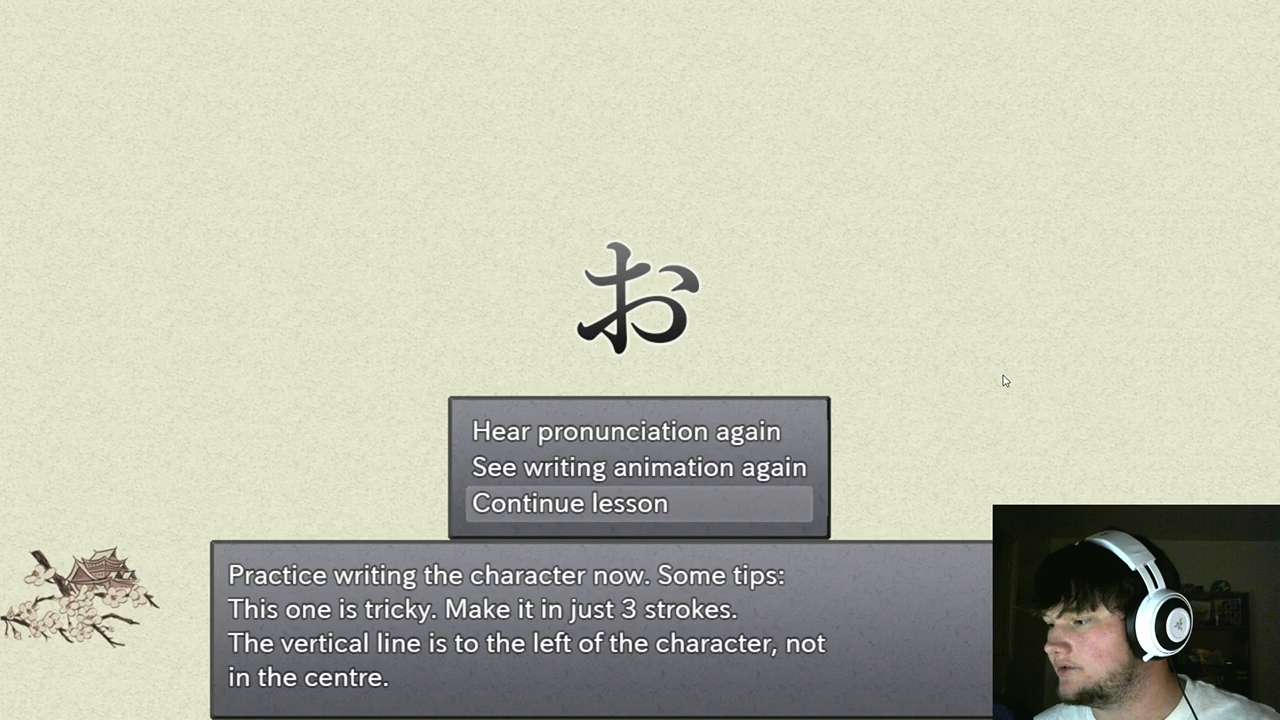 お
Hear pronunciation again
See writing animation again
Continue lesson
Practice writing the character now. Some tips:
This one is tricky. Make it in just 3 strokes.
The vertical line is to the left of the character, not
in the centre.